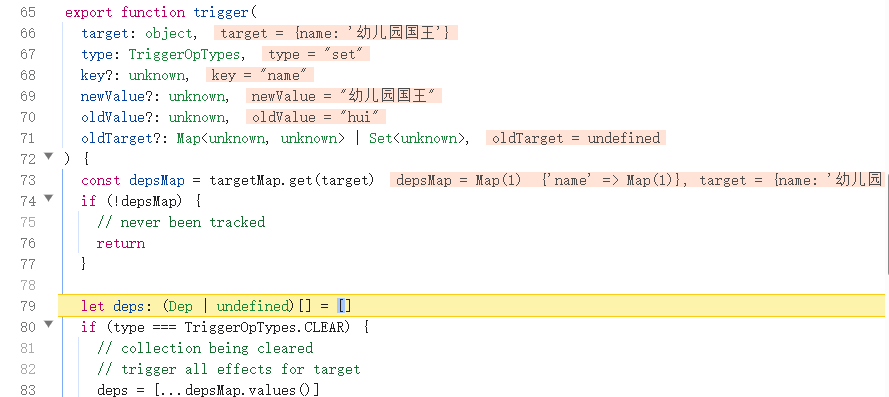 65 export function trigger(
66 target: object, target = {name: '幼儿园国王'}
67 type: TriggerOpTypes, type = "set"
68 key?: unknown, key = "name"
69 newValue?: unknown, newValue = "幼儿园国王"
70 oldValue?: unknown, oldValue = "hui"
71 oldTarget?: Map<unknown, unknown> | Set<unknown>, oldTarget = undefined
72 ) {
73 const depsMap = targetMap.get(target) depsMap = Map(1) {'name' => Map(1)}, target = {name: '幼儿园
74 if (!depsMap) {
75 // never been tracked
76 return
77 }
78
79 let deps: (Dep | undefined)[] = []
80 if (type === TriggerOpTypes.CLEAR) {
81 // collection being cleared
82 // trigger all effects for target
83 deps = [...depsMap.values()]